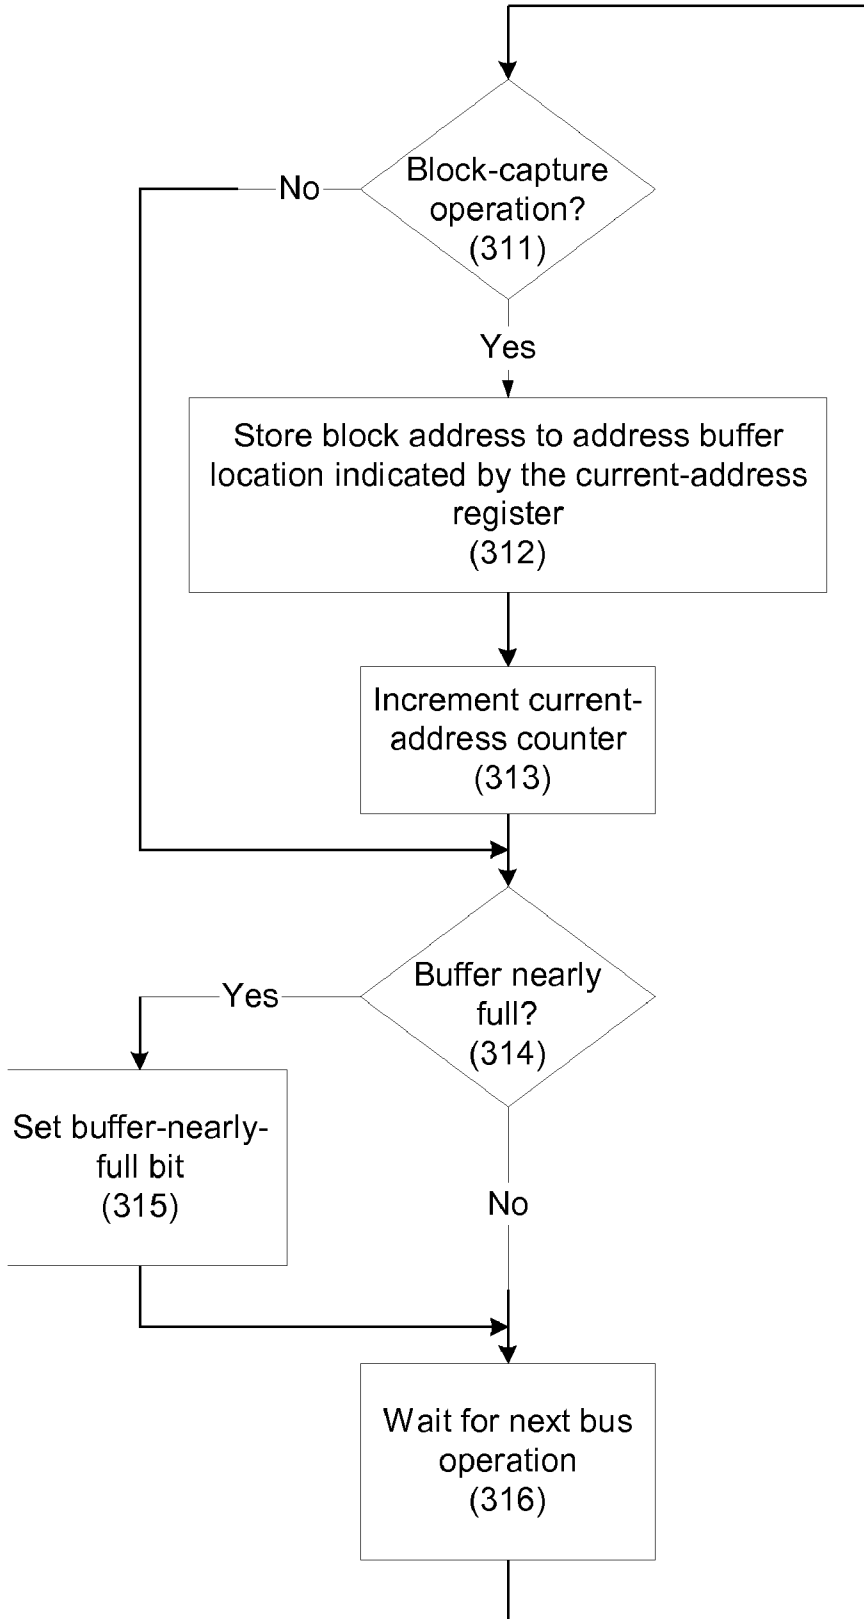 Block-capture
operation?
(311)
No
Yes
Store block address to address buffer
location indicated by the current-address
register
(312)
Increment current-
address counter
(313)
Buffer nearly
full?
(314)
Yes
Set buffer-nearly-
full bit
(315)
No
Wait for next bus
operation
(316)